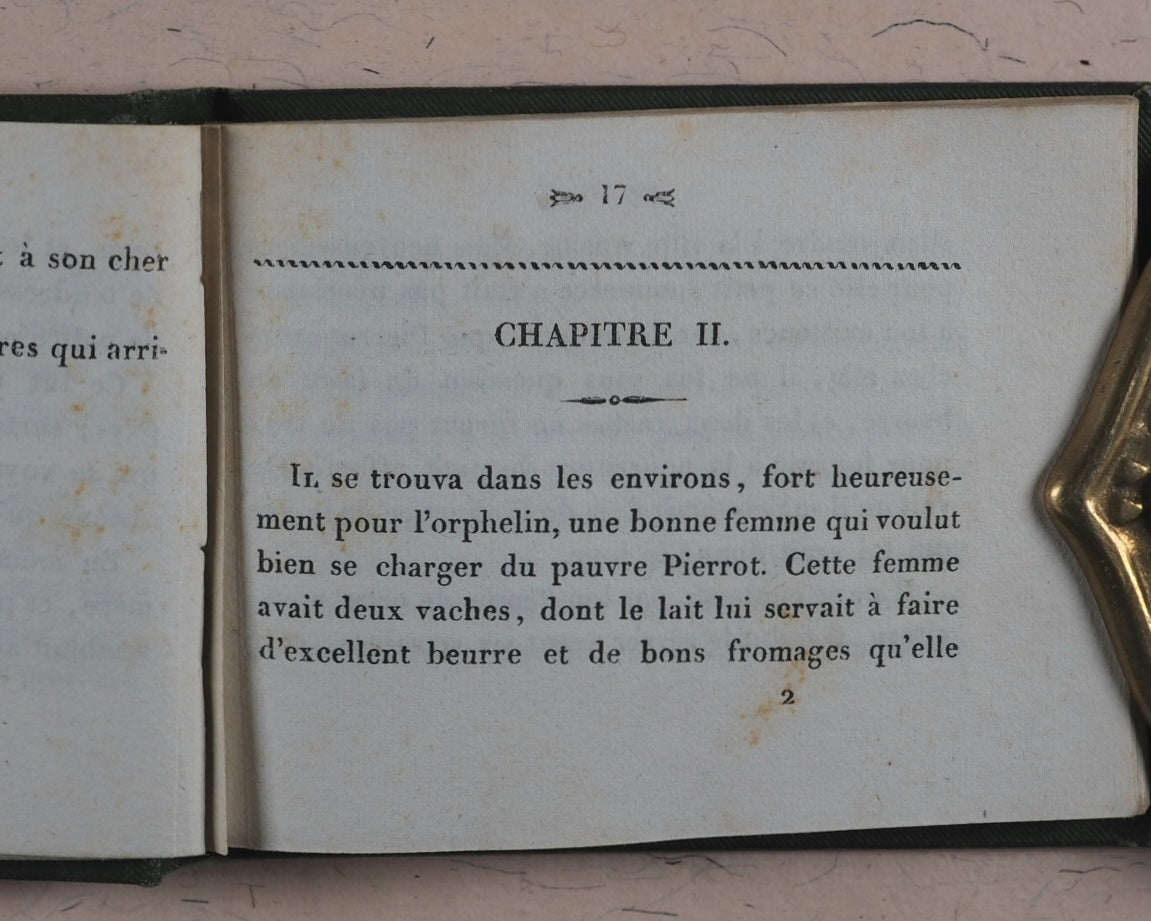 à son cher
res qui arri-
17
CHAPITRE II.
IL se trouva dans les environs, fort heureuse-
ment pour l'orphelin, une bonne femme qui voulut
bien se charger du pauvre Pierrot. Cette femme
avait deux vaches, dont le lait lui servait à faire
d'excellent beurre et de bons fromages qu'elle
2